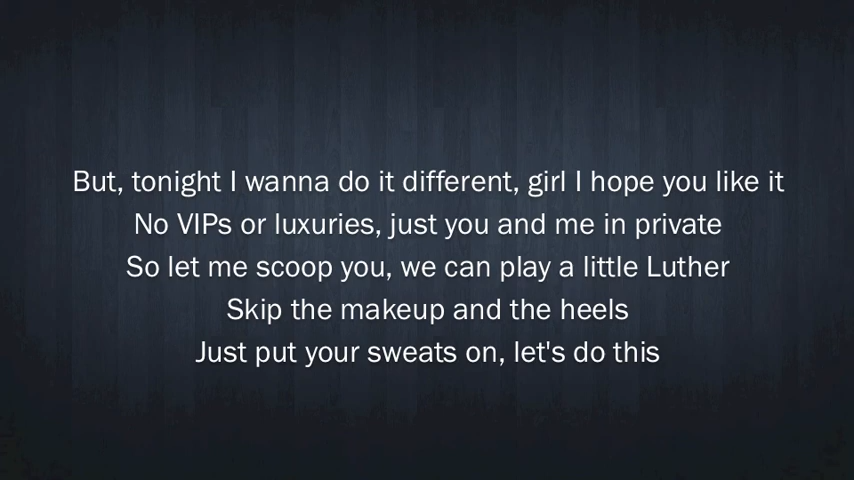 But, tonight I wanna do it different, girl I hope you like it
No VIPs or luxuries, just you and me in private
So let me scoop you, we can play a little Luther
Skip the makeup and the heels
Just put your sweats on, let's do this